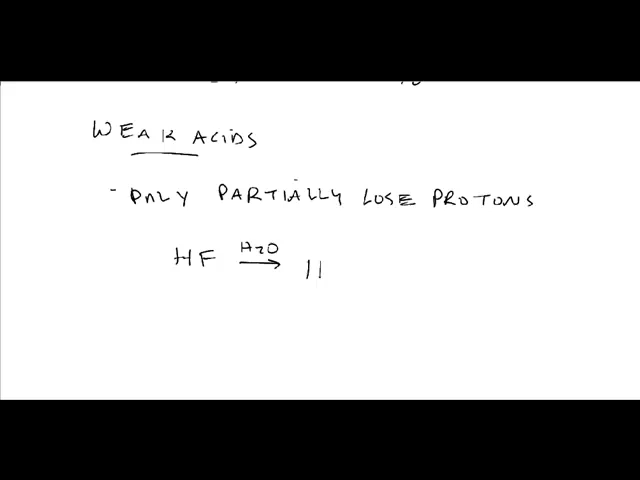 WEAK ACIDS
- ONLY PARTIALLY LOSE PROTONS
HF H2O →